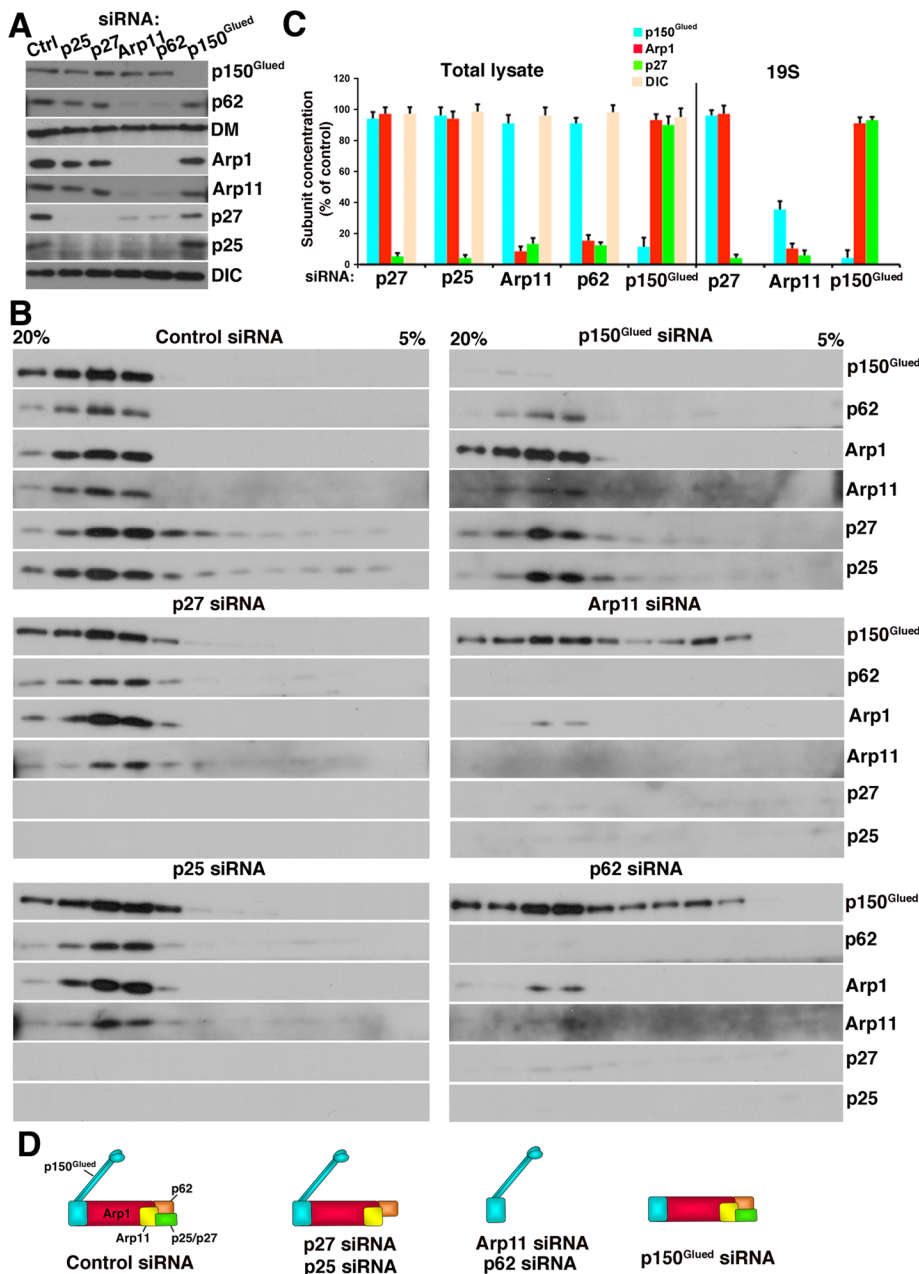 A
siRNA:
Ctrl p25 p27 Arp11 p62 p150Glued
p150Glued
p62
DM
Arp1
Arp11
p27
p25
DIC
C
p150Glued
Arp1
p27
DIC
Total lysate
19S
Subunit concentration
(% of control)
120
100
80
60
40
20
0
siRNA: p27 p25 Arp11 p62 p150Glued p27 Arp11 p150Glued
B
20% Control siRNA 5%
20% p150Glued siRNA 5%
p150Glued
p62
Arp1
Arp11
p27
p25
p27 siRNA
Arp11 siRNA
p150Glued
p62
Arp1
Arp11
p27
p25
p25 siRNA
p62 siRNA
p150Glued
p62
Arp1
Arp11
p27
p25
D
p150Glued
p62
Arp1
Arp11
p25/p27
Control siRNA
p27 siRNA
p25 siRNA
Arp11 siRNA
p62 siRNA
p150Glued siRNA